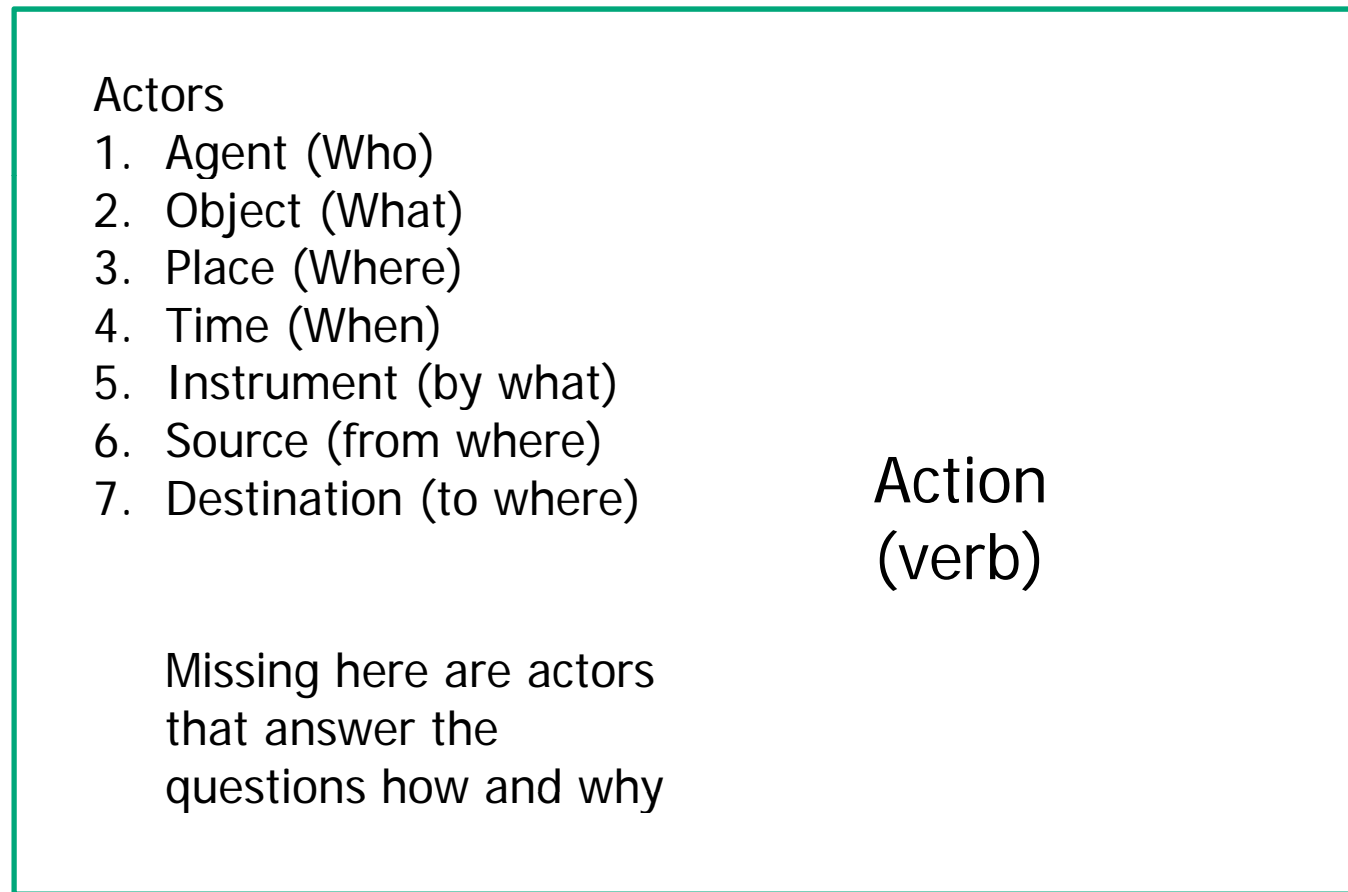 Actors
1. Agent (Who)
2. Object (What)
3. Place (Where)
4. Time (When)
5. Instrument (by what)
6. Source (from where)
7. Destination (to where)
Action
(verb)
Missing here are actors
that answer the
questions how and why